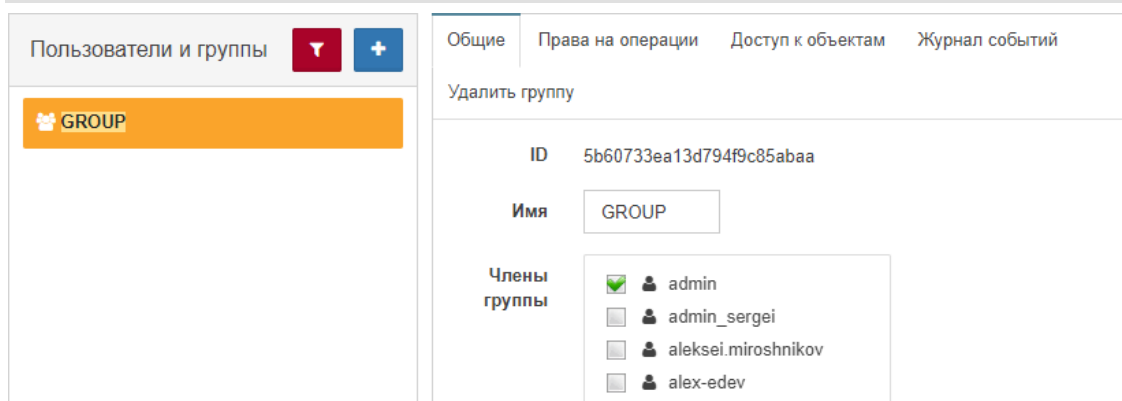 Пользователи и группы
GROUP
Общие Права на операции Доступ к объектам Журнал событий
Удалить группу
ID 5b60733ea13d794f9c85abaa
Имя GROUP
Члены группы
admin
admin_sergei
aleksei.miroshnikov
alex-edev